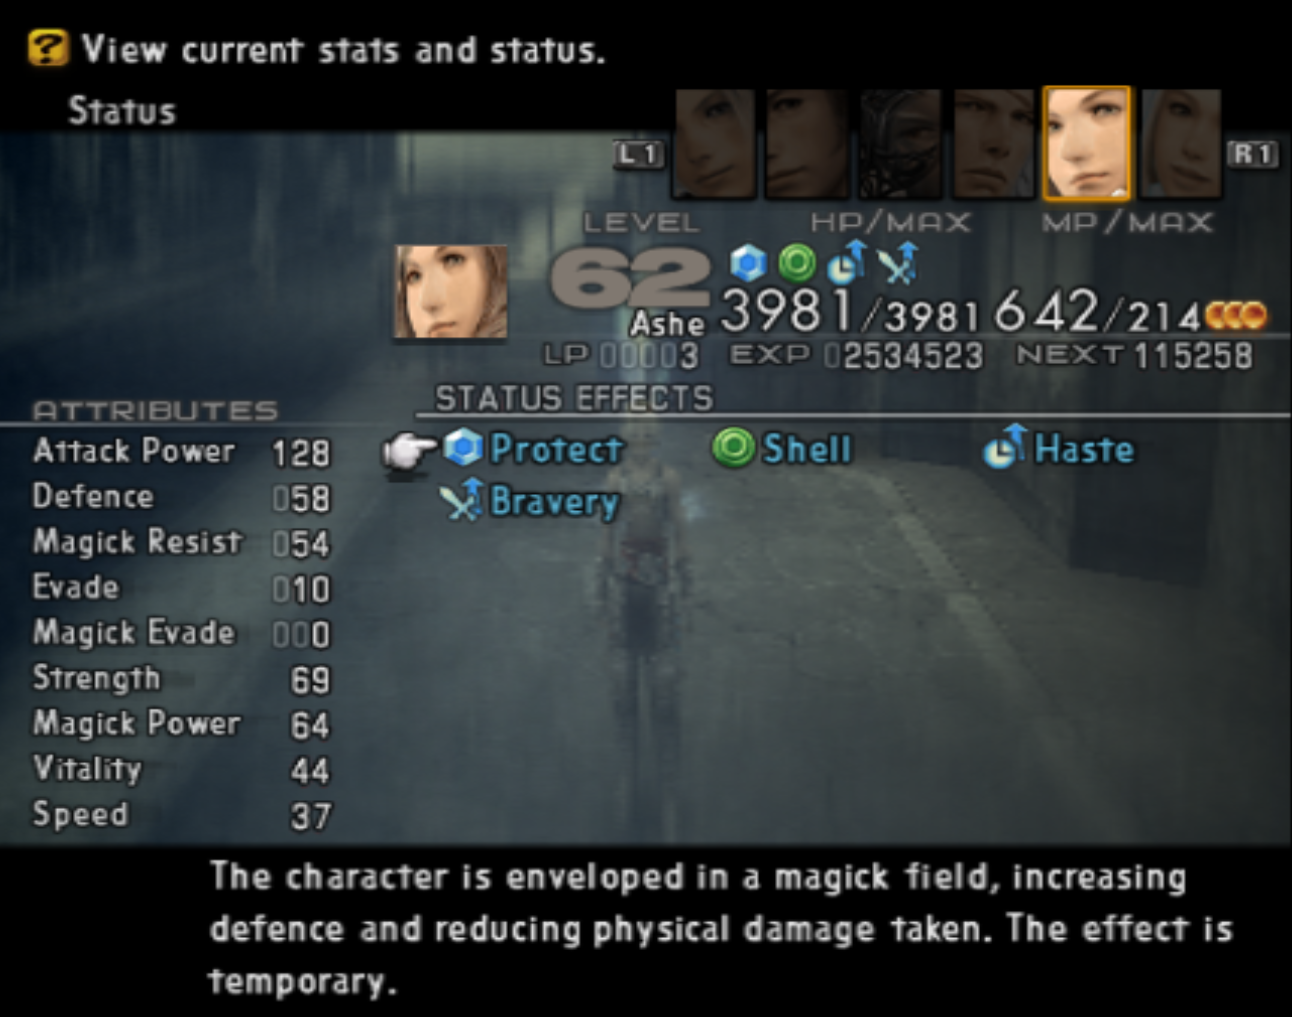 View current stats and status.
Status
L1
R1
LEVEL HP/MAX MP/MAX
62
Ashe 3981/3981 642/214
LP 00003 EXP 02534523 NEXT 115258
ATTRIBUTES
STATUS EFFECTS
Attack Power 128
Protect Shell Haste
Defence 058
Bravery
Magick Resist 054
Evade 010
Magick Evade 000
Strength 69
Magick Power 64
Vitality 44
Speed 37
The character is enveloped in a magick field, increasing
defence and reducing physical damage taken. The effect is
temporary.